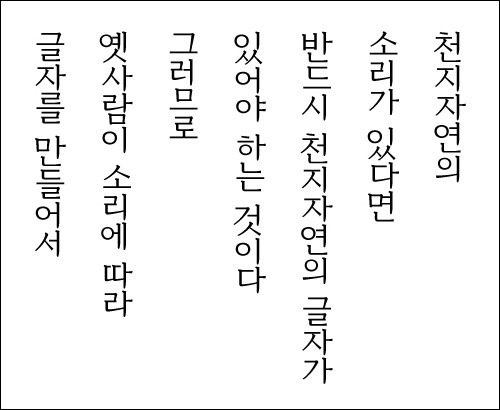 천지자연의
소리가 있다면
반드시 천지자연의 글자가
있어야 하는 것이다
그러므로
옛사람이 소리에 따라
글자를 만들어서